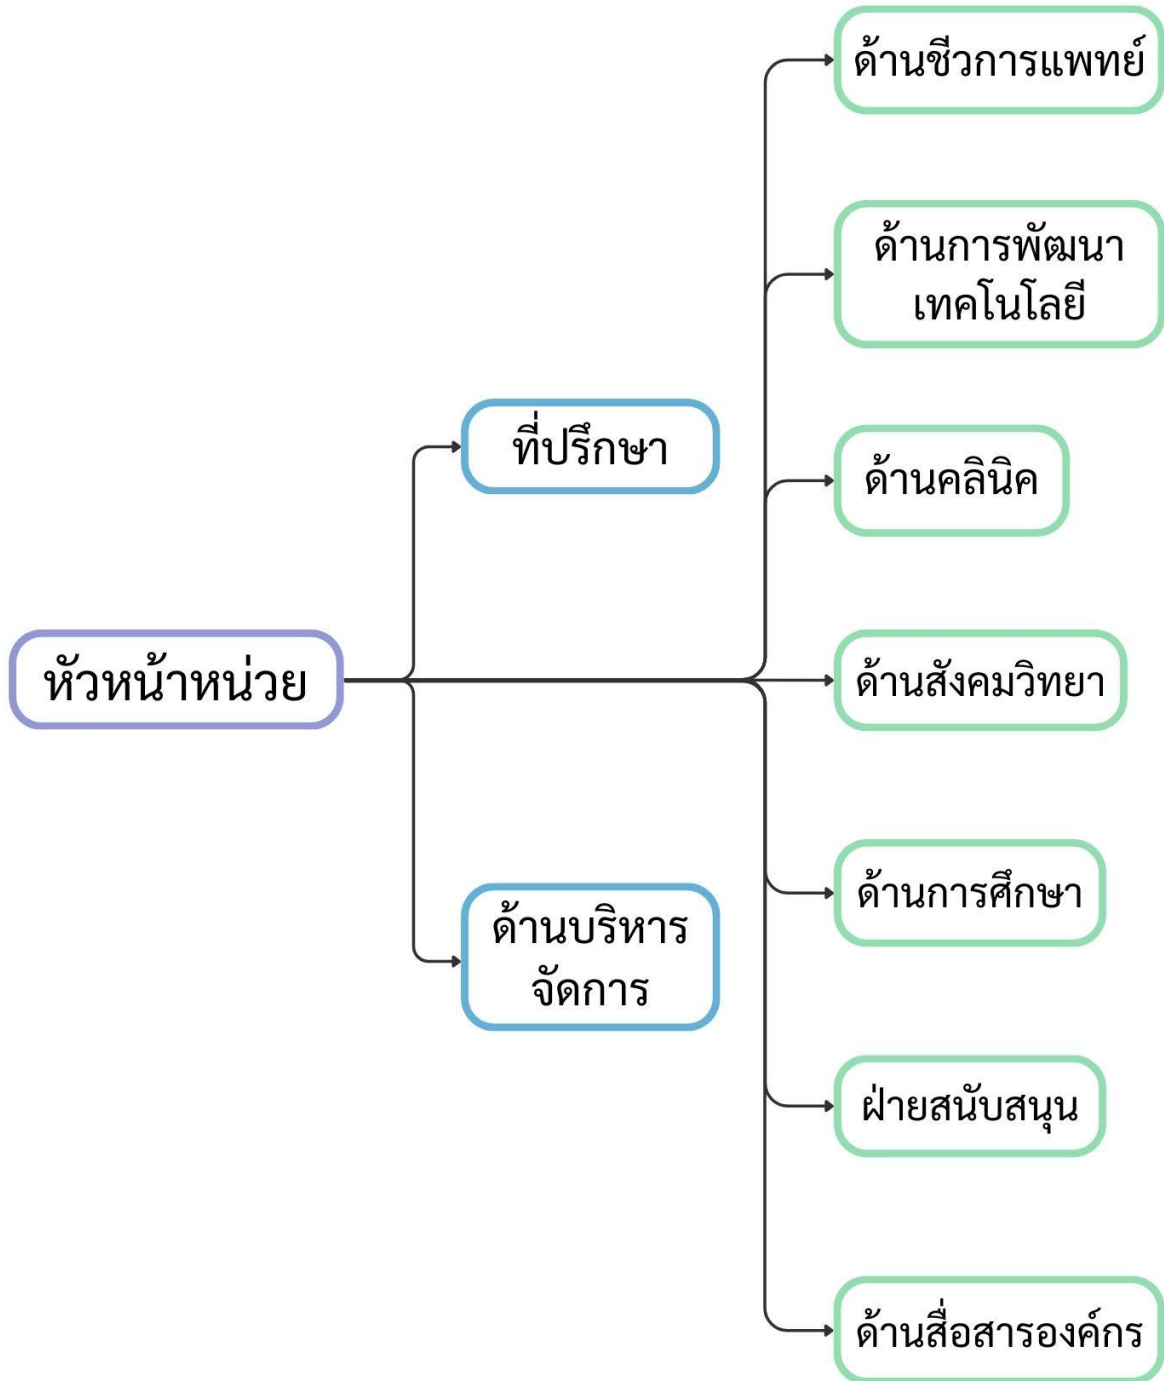 หัวหน้าหน่วย
ที่ปรึกษา
ด้านบริหาร
จัดการ
ด้านชีวการแพทย์
ด้านการพัฒนา
เทคโนโลยี
ด้านคลินิค
ด้านสังคมวิทยา
ด้านการศึกษา
ฝ่ายสนับสนุน
ด้านสื่อสารองค์กร